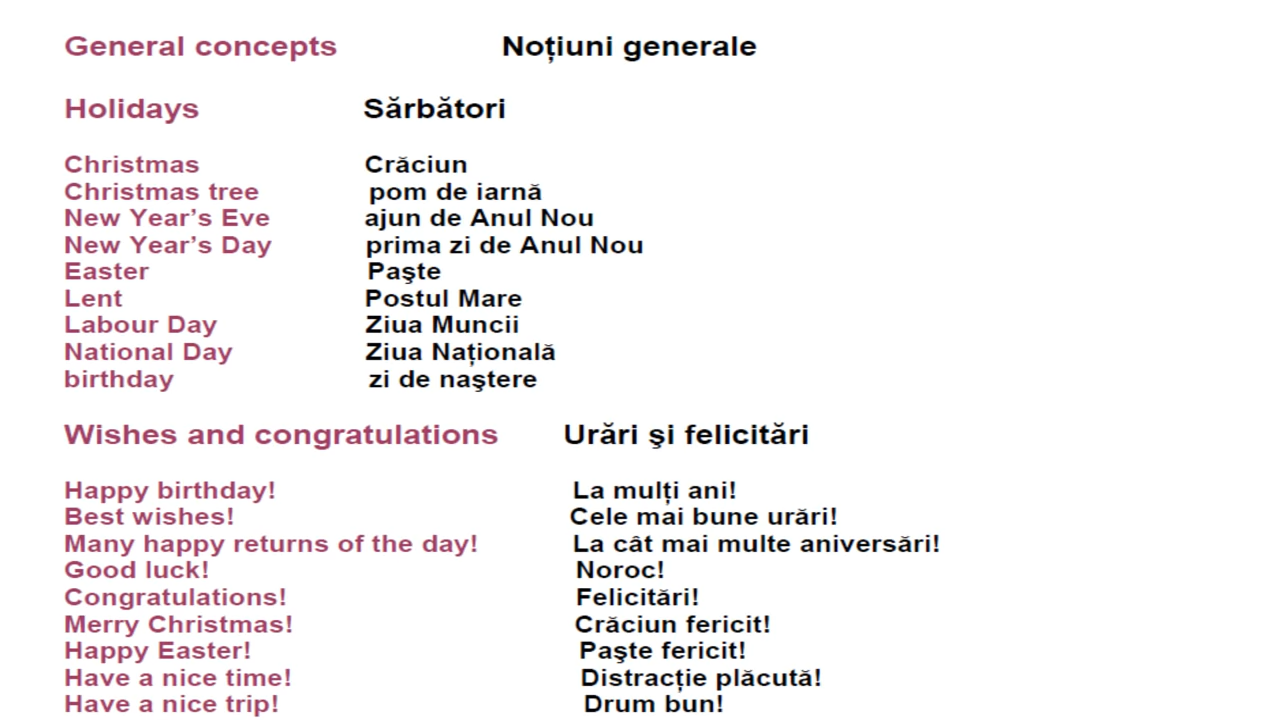 General concepts Noțiuni generale
Holidays Sărbători
Christmas Crăciun
Christmas tree pom de iarnă
New Year’s Eve ajun de Anul Nou
New Year’s Day prima zi de Anul Nou
Easter Paşte
Lent Postul Mare
Labour Day Ziua Muncii
National Day Ziua Națională
birthday zi de naştere
Wishes and congratulations Urări şi felicitări
Happy birthday! La mulți ani!
Best wishes! Cele mai bune urări!
Many happy returns of the day! La cât mai multe aniversări!
Good luck! Noroc!
Congratulations! Felicitări!
Merry Christmas! Crăciun fericit!
Happy Easter! Paşte fericit!
Have a nice time! Distracție plăcută!
Have a nice trip! Drum bun!